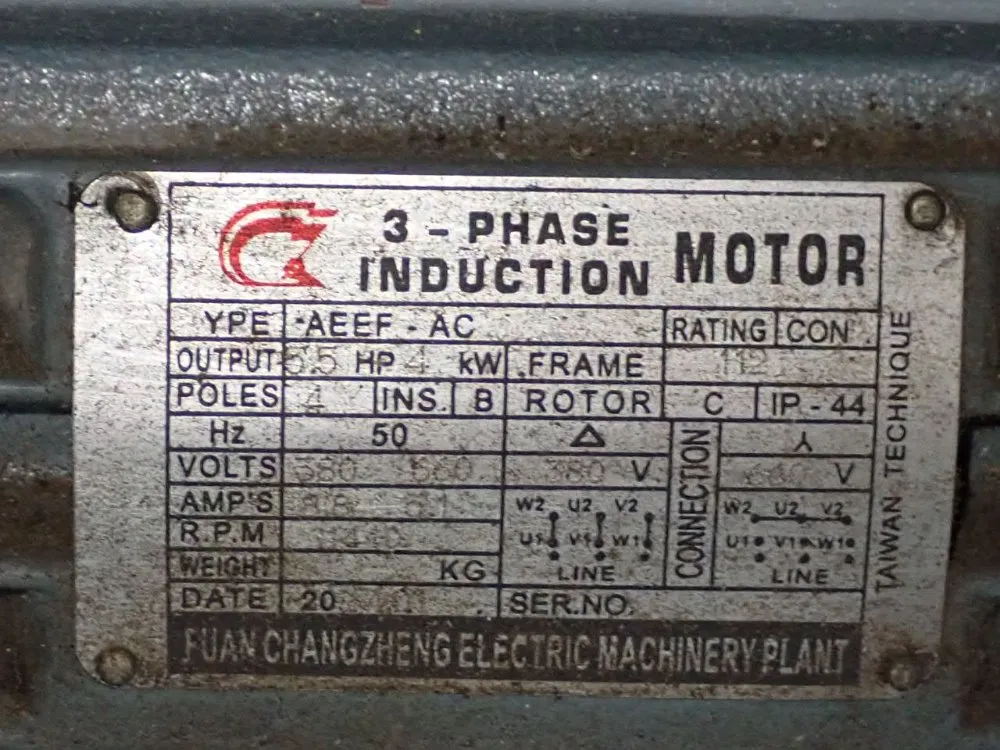 3 - PHASE
INDUCTION MOTOR
YPE AEEF - AC RATING CON
OUTPUT 5.5 HP 4 kW FRAME 112
POLES 4 INS. B ROTOR C IP - 44
Hz 50 Δ 人
VOLTS 380 V V
AMP'S
R.P.M
W2 U2 V2
U1 V1 W1
LINE
CONNECTION
W2 U2 V2
U1 V1 W1
LINE
WEIGHT KG
DATE 20 SER.NO.
FUAN CHANGZHENG ELECTRIC MACHINERY PLANT
TAIWAN TECHNIQUE